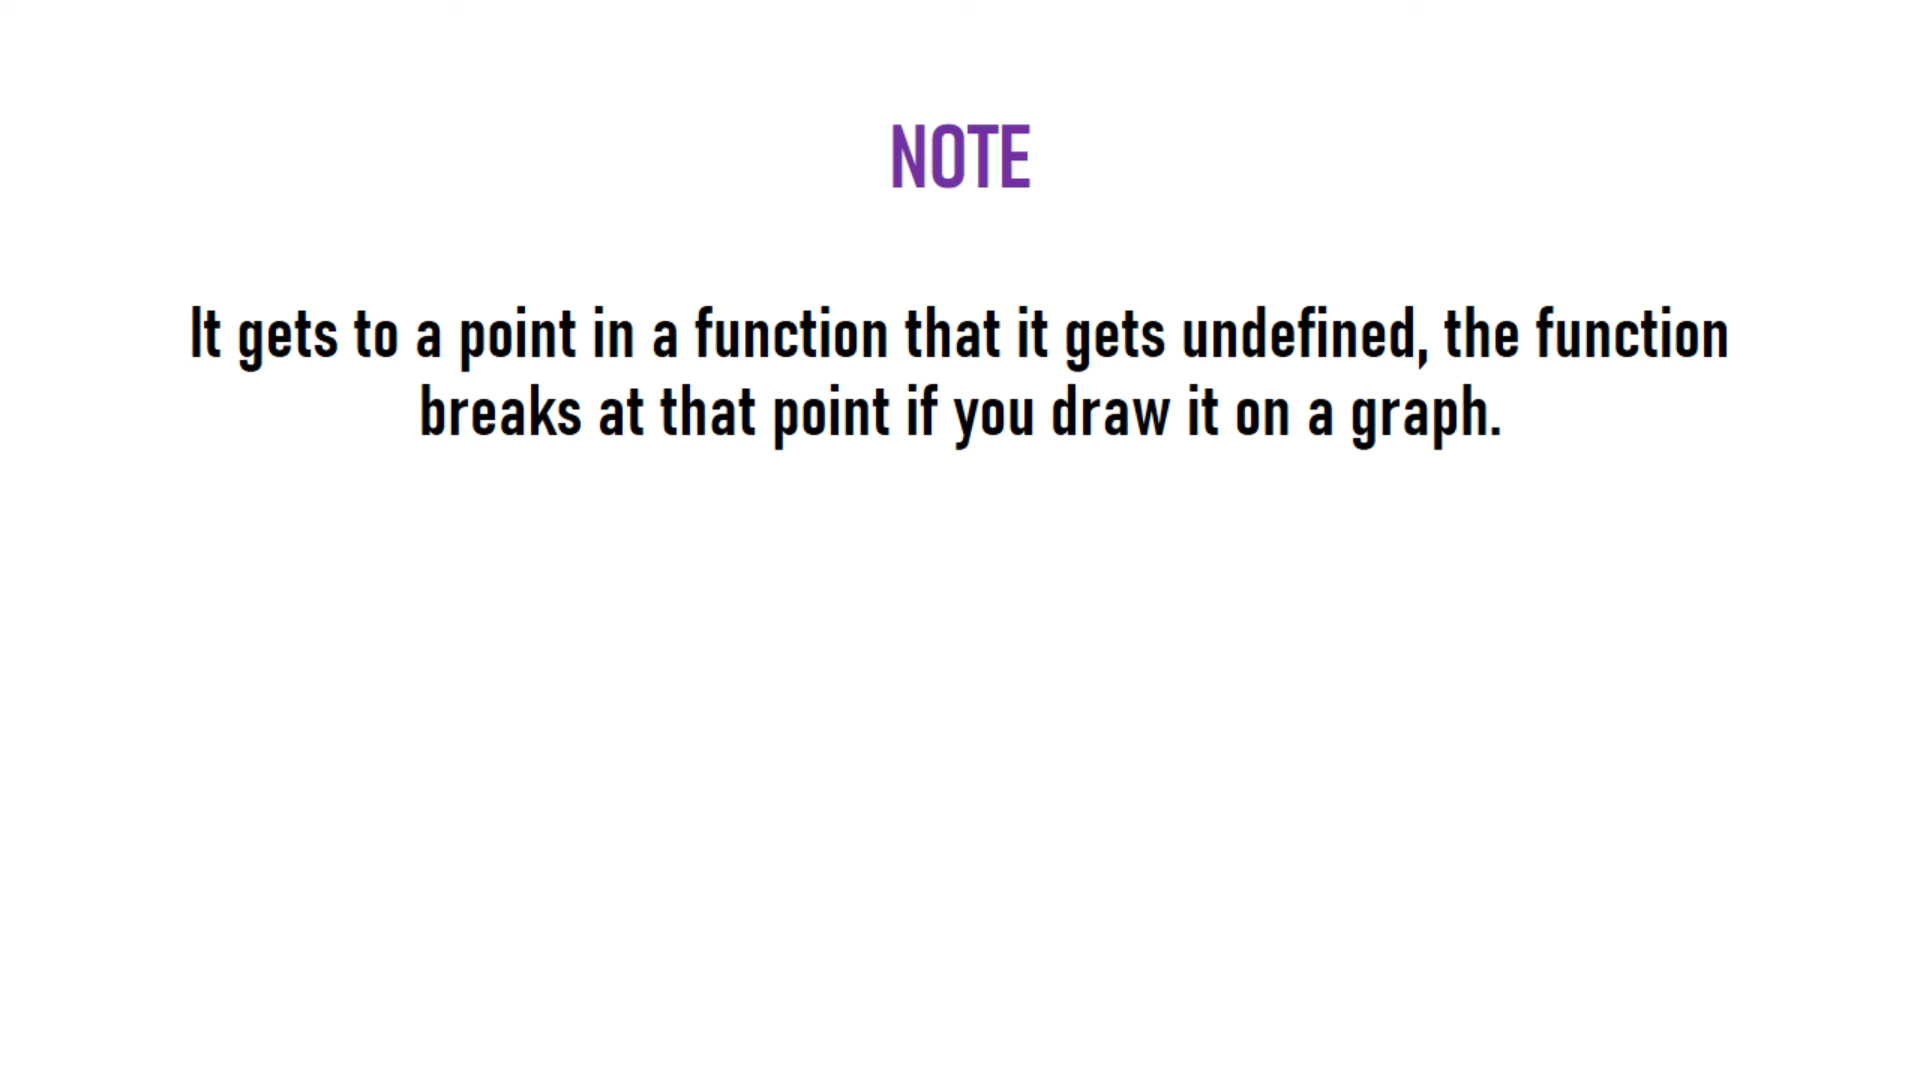 NOTE
It gets to a point in a function that it gets undefined, the function
breaks at that point if you draw it on a graph.